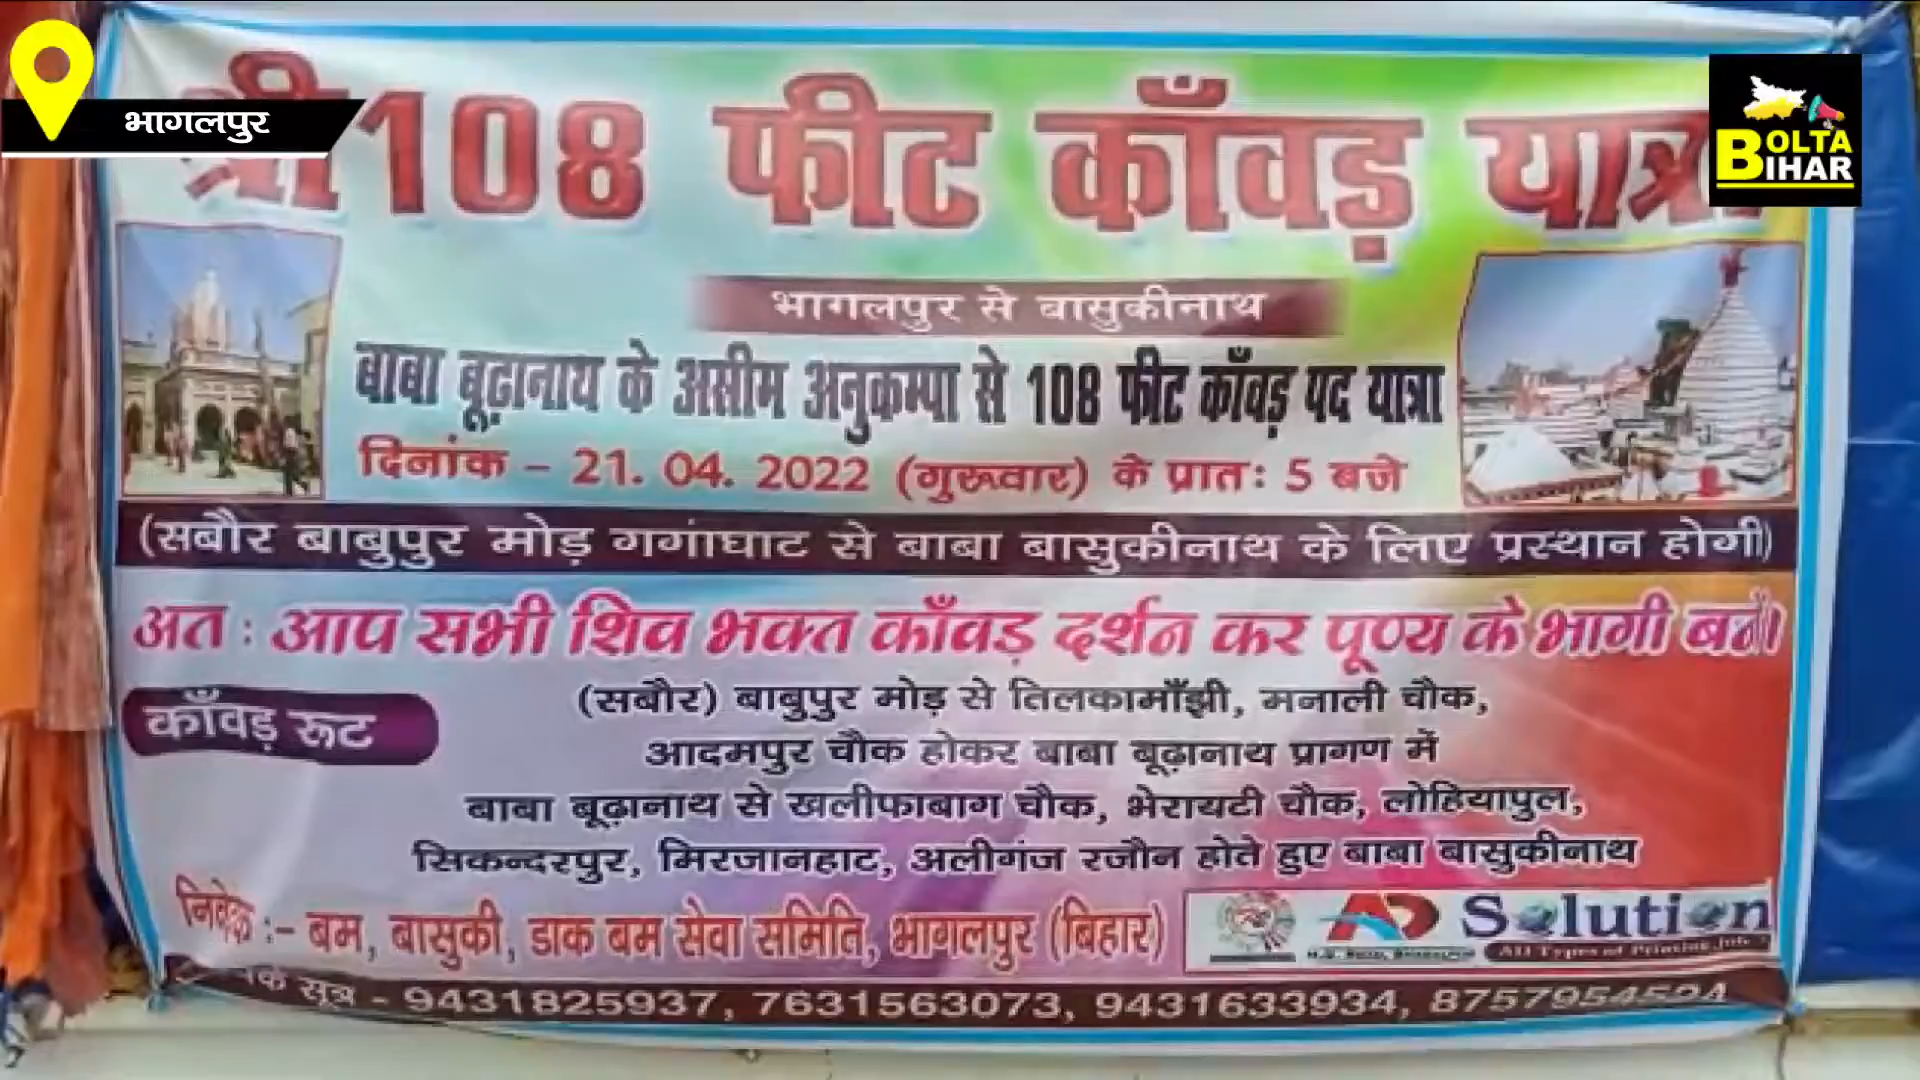 भागलपुर
श्री 108 फीट काँवड़ यात्रा
BOLTA
BIHAR
भागलपुर से बासुकीनाथ
बाबा बूढ़ानाथ के असीम अनुकम्पा से 108 फीट काँवड़ पद यात्रा
दिनांक - 21. 04. 2022 (गुरूवार) के प्रातः 5 बजे
(सबौर बाबुपुर मोड़ गगांघाट से बाबा बासुकीनाथ के लिए प्रस्थान होगी)
अत : आप सभी शिव भक्त काँवड़ दर्शन कर पूण्य के भागी बनें।
काँवड़ रूट
(सबौर) बाबुपुर मोड़ से तिलकामाँझी, मनाली चौक,
आदमपुर चौक होकर बाबा बूढ़ानाथ प्रागण में
बाबा बूढ़ानाथ से खलीफाबाग चौक, भेरायटी चौक, लोहियापुल,
सिकन्दरपुर, मिरजानहाट, अलीगंज रजौन होते हुए बाबा बासुकीनाथ
निवेदक :- बम, बासुकी, डाक बम सेवा समिति, भागलपुर (बिहार)
AD Solution
All Types of Printing Job
सूत्र - 9431825937, 7631563073, 9431633934, 8757954524